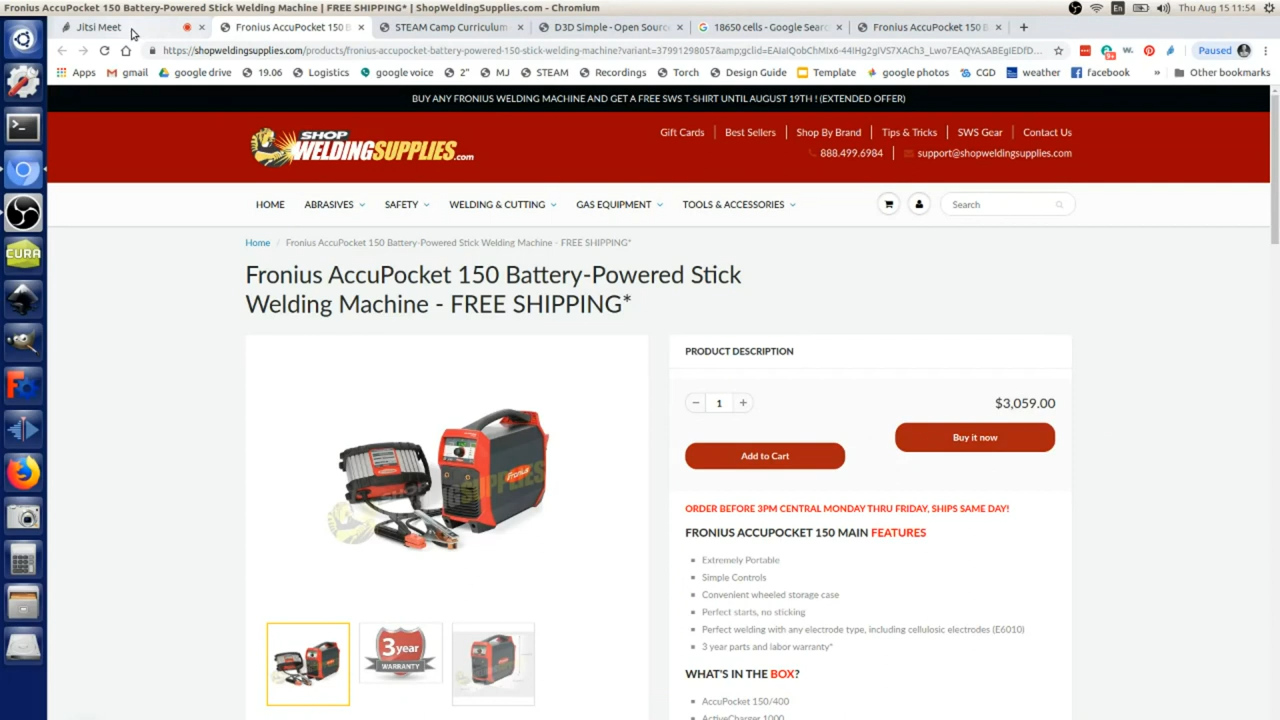 Fronius AccuPocket 150 Battery-Powered Stick Welding Machine | FREE SHIPPING* | ShopWeldingSupplies.com - Chromium
En
Thu Aug 15 11:54
Jitsi Meet
Fronius AccuPocket 150 B
STEAM Camp Curriculum -
D3D Simple - Open Sourc
18650 cells - Google Searc
Fronius AccuPocket 150 B
https://shopweldingsupplies.com/products/fronius-accupocket-battery-powered-150-stick-welding-machine?variant=37991298057&amp;gclid=
Paused
Apps
gmail
google drive
19.06
Logistics
google voice
2"
MJ
STEAM
Recordings
Torch
Design Guide
Template
google photos
CGD
weather
facebook
»
Other bookmarks
BUY ANY FRONIUS WELDING MACHINE AND GET A FREE SWS T-SHIRT UNTIL AUGUST 19TH ! (EXTENDED OFFER)
SHOP
WELDINGSUPPLIES.com
Gift Cards
Best Sellers
Shop By Brand
Tips & Tricks
SWS Gear
Contact Us
888.499.6984
support@shopweldingsupplies.com
HOME
ABRASIVES
SAFETY
WELDING & CUTTING
GAS EQUIPMENT
TOOLS & ACCESSORIES
Search
Home / Fronius AccuPocket 150 Battery-Powered Stick Welding Machine - FREE SHIPPING*
Fronius AccuPocket 150 Battery-Powered Stick
Welding Machine - FREE SHIPPING*
PRODUCT DESCRIPTION
1
$3,059.00
Buy it now
Add to Cart
ORDER BEFORE 3PM CENTRAL MONDAY THRU FRIDAY, SHIPS SAME DAY!
FRONIUS ACCUPOCKET 150 MAIN FEATURES
Extremely Portable
Simple Controls
Convenient wheeled storage case
Perfect starts, no sticking
Perfect welding with any electrode type, including cellulosic electrodes (E6010)
3 year parts and labor warranty*
WHAT'S IN THE BOX?
AccuPocket 150/400
ActiveCharger 1000
Fronius
3year
WARRANTY
CURA